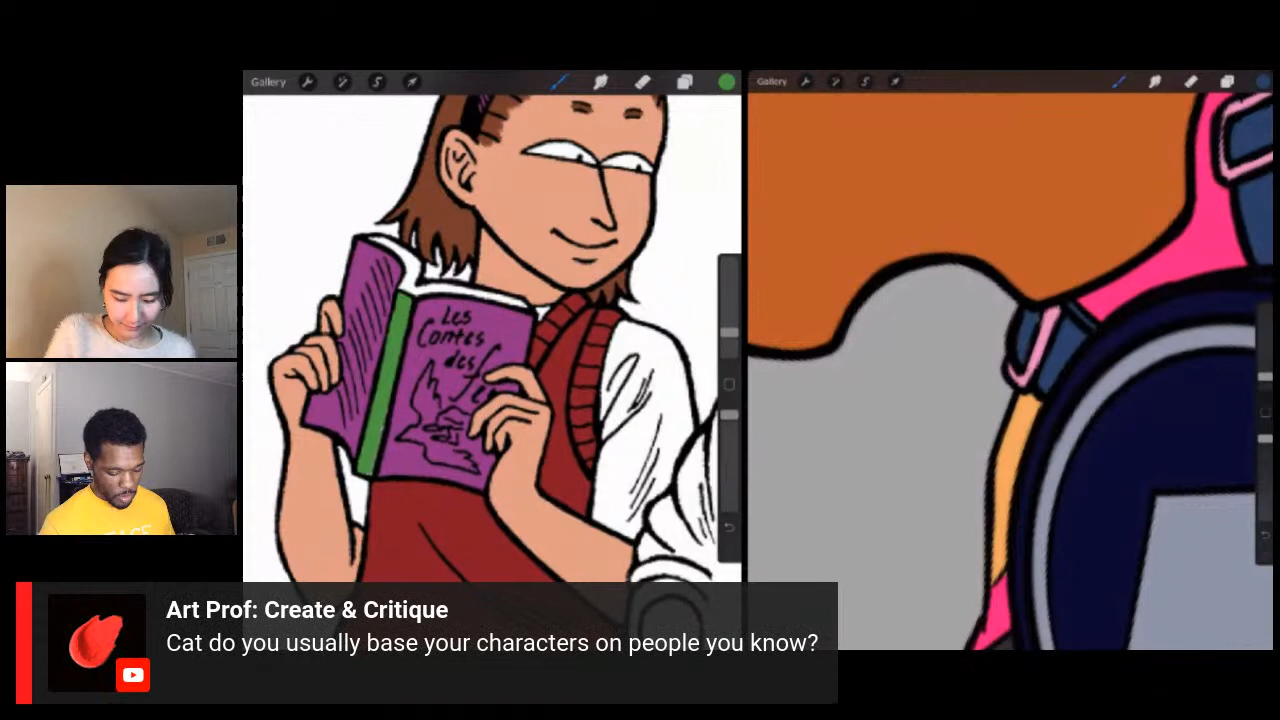 Gallery
Gallery
Les
Contes
des
Art Prof: Create & Critique
Cat do you usually base your characters on people you know?